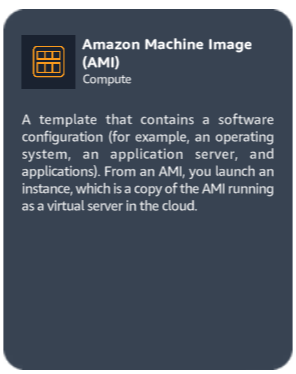 Amazon Machine Image
(AMI)
Compute
A template that contains a software
configuration (for example, an operating
system, an application server, and
applications). From an AMI, you launch an
instance, which is a copy of the AMI running
as a virtual server in the cloud.